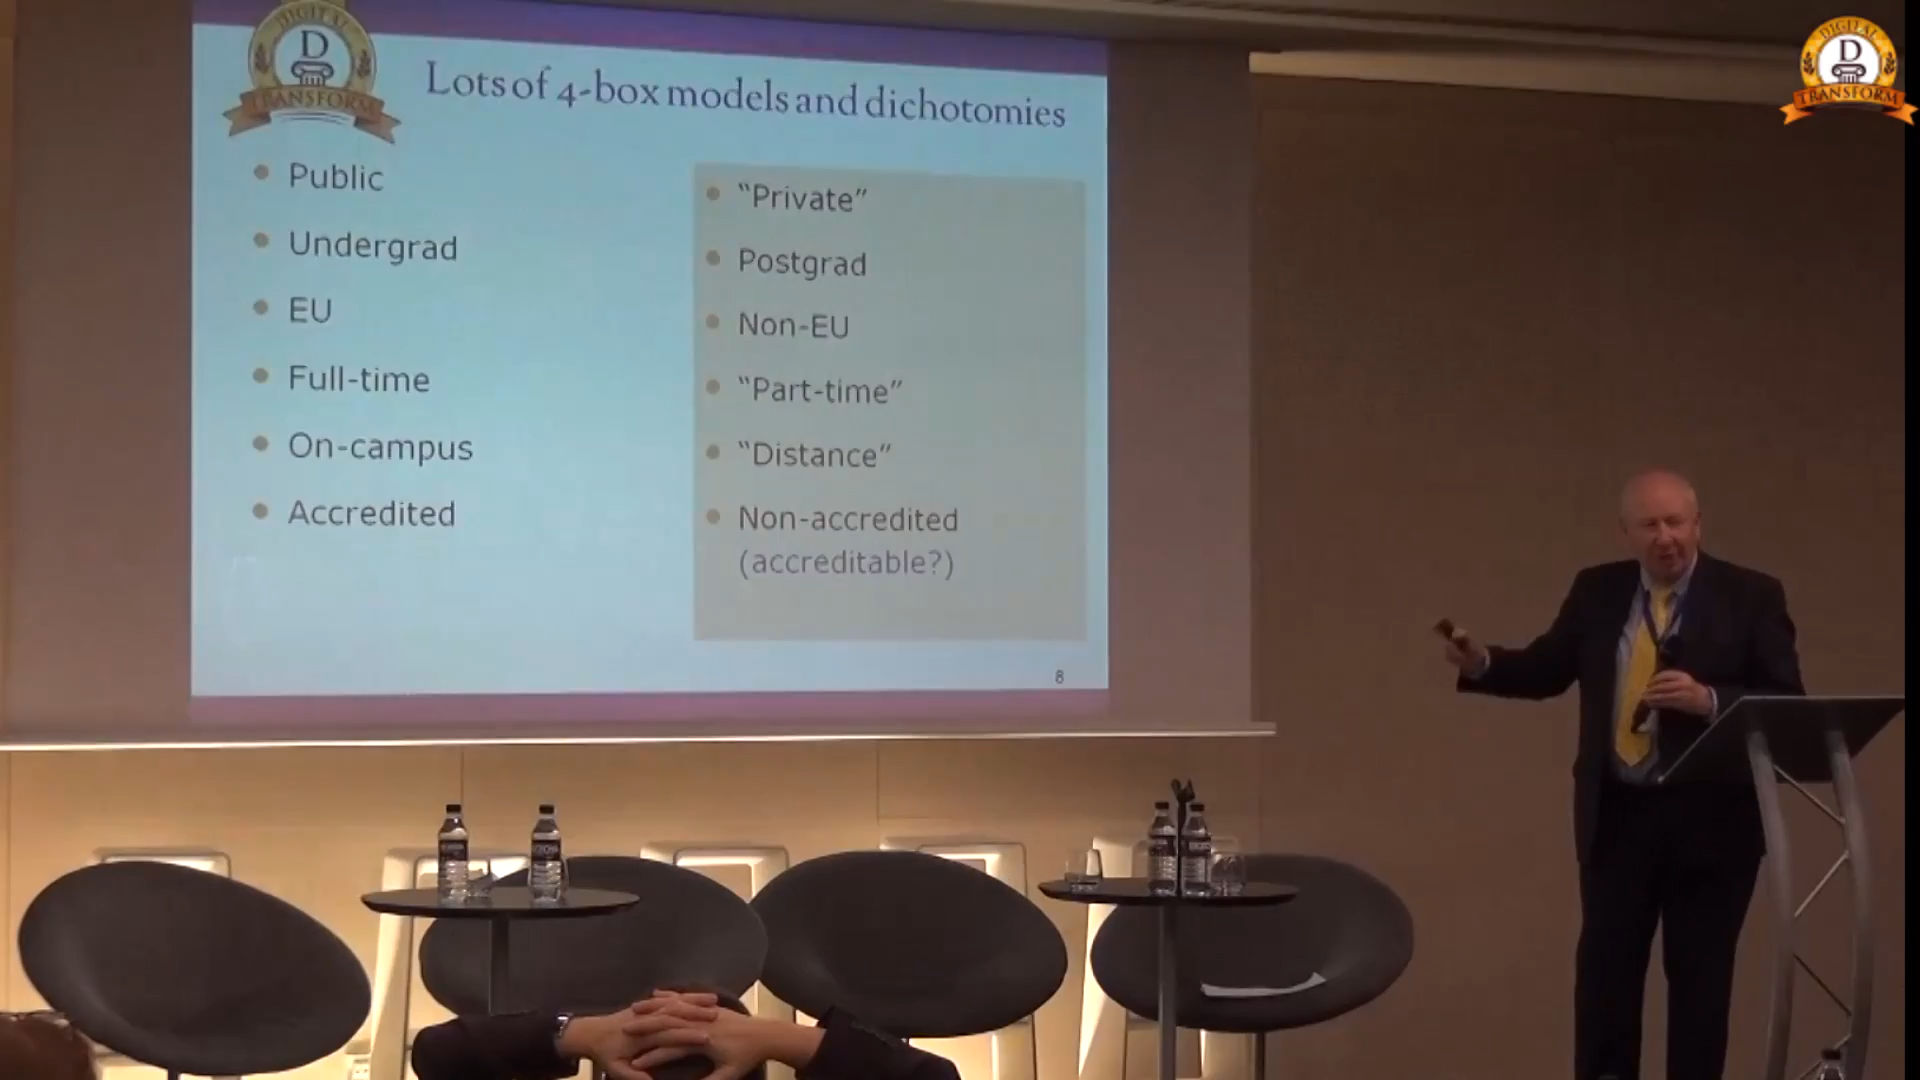 DIGITAL
D
TRANSFORM
Lots of 4-box models and dichotomies
• Public
• Undergrad
• EU
• Full-time
• On-campus
• Accredited
• “Private”
• Postgrad
• Non-EU
• “Part-time”
• “Distance”
• Non-accredited
(accreditable?)
8
DIGITAL
D
TRANSFORM